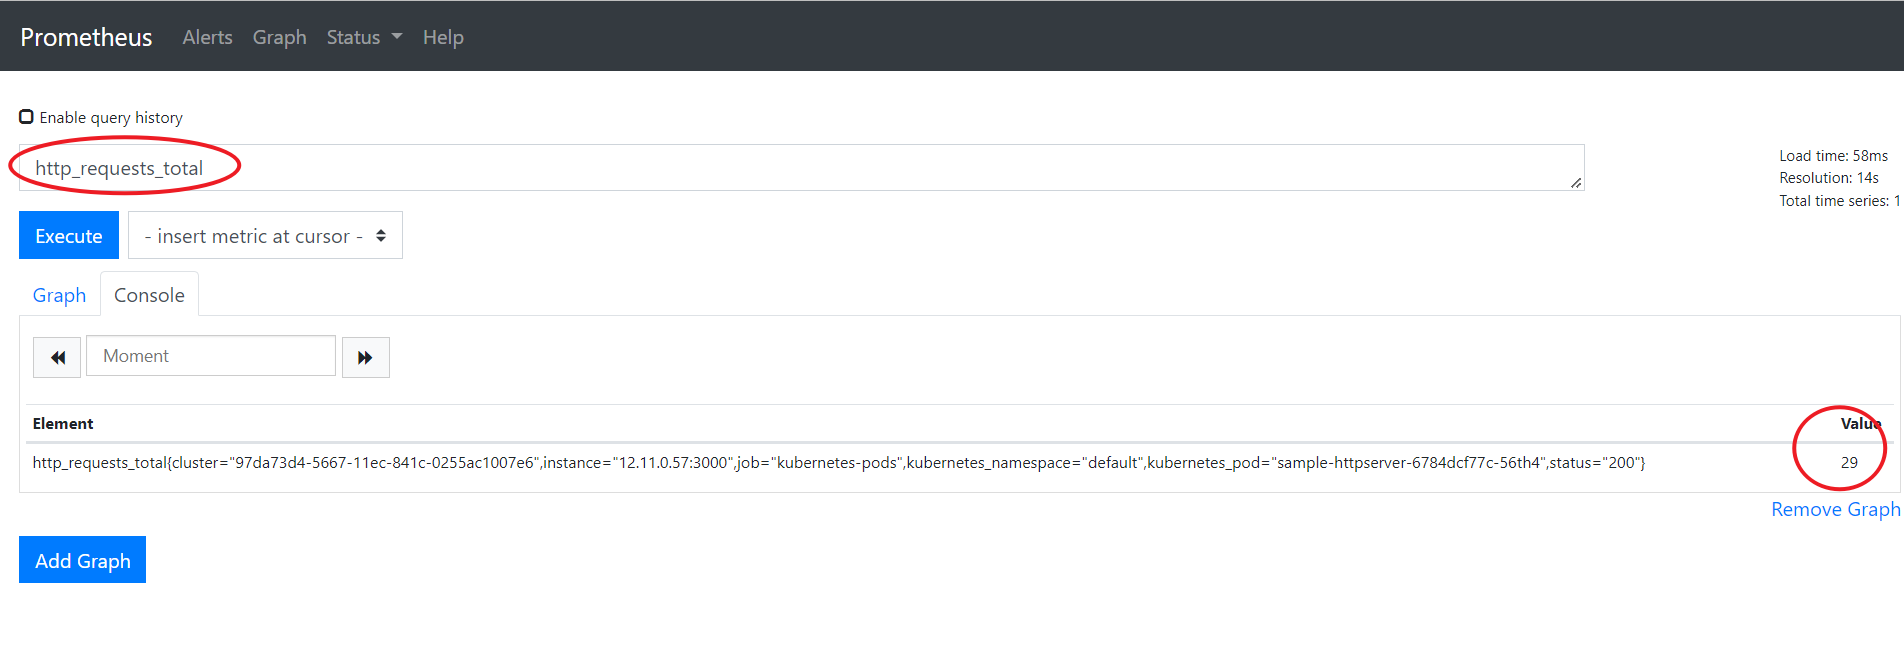 Prometheus Alerts Graph Status Help
Enable query history
http_requests_total
Load time: 58ms
Resolution: 14s
Total time series: 1
Execute - insert metric at cursor -
Graph Console
Moment
Element Value
http_requests_total{cluster="97da73d4-5667-11ec-841c-0255ac1007e6",instance="12.11.0.57:3000",job="kubernetes-pods",kubernetes_namespace="default",kubernetes_pod="sample-httpserver-6784dcf77c-56th4",status="200"} 29
Remove Graph
Add Graph